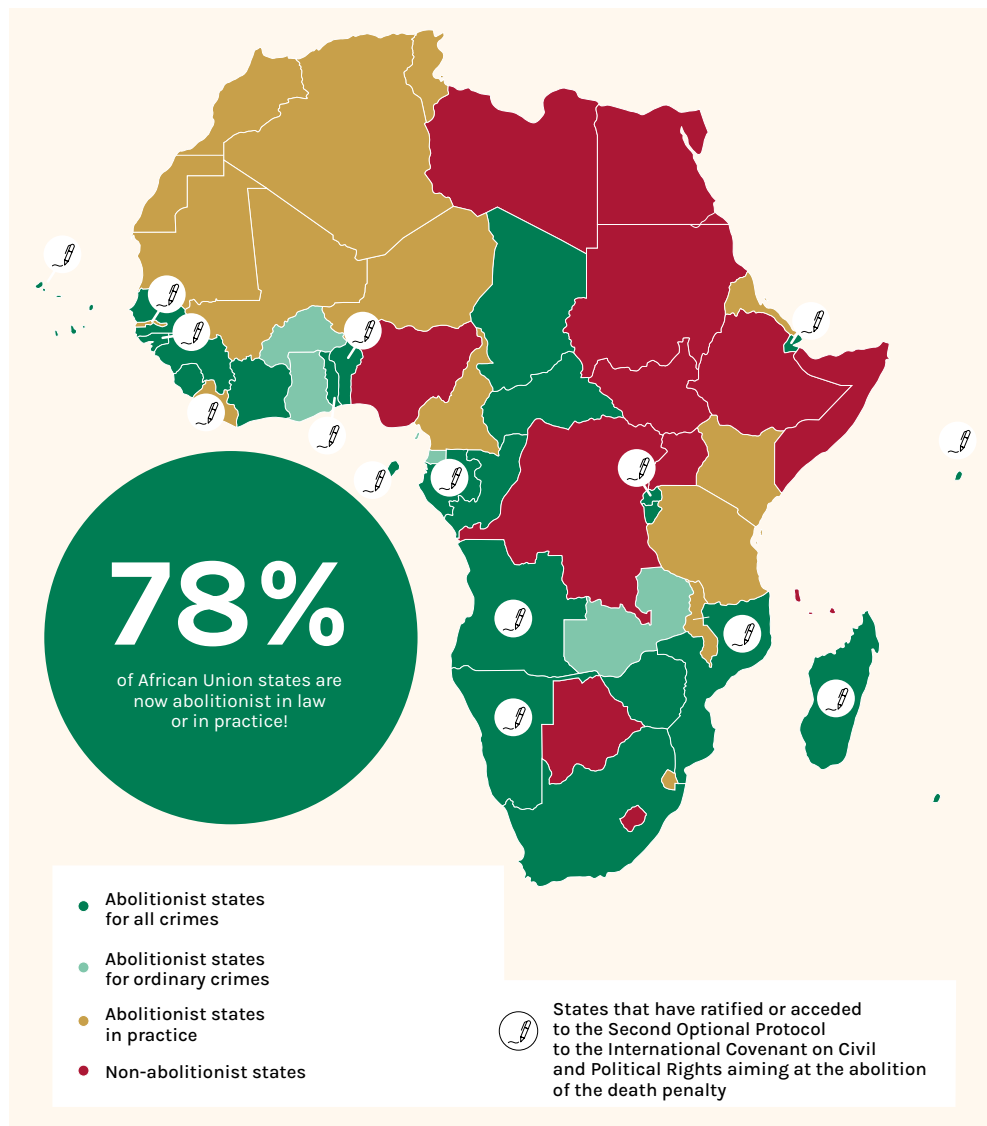 78%
of African Union states are
now abolitionist in law
or in practice!
Abolitionist states
for all crimes
Abolitionist states
for ordinary crimes
Abolitionist states
in practice
Non-abolitionist states
States that have ratified or acceded
to the Second Optional Protocol
to the International Covenant on Civil
and Political Rights aiming at the abolition
of the death penalty